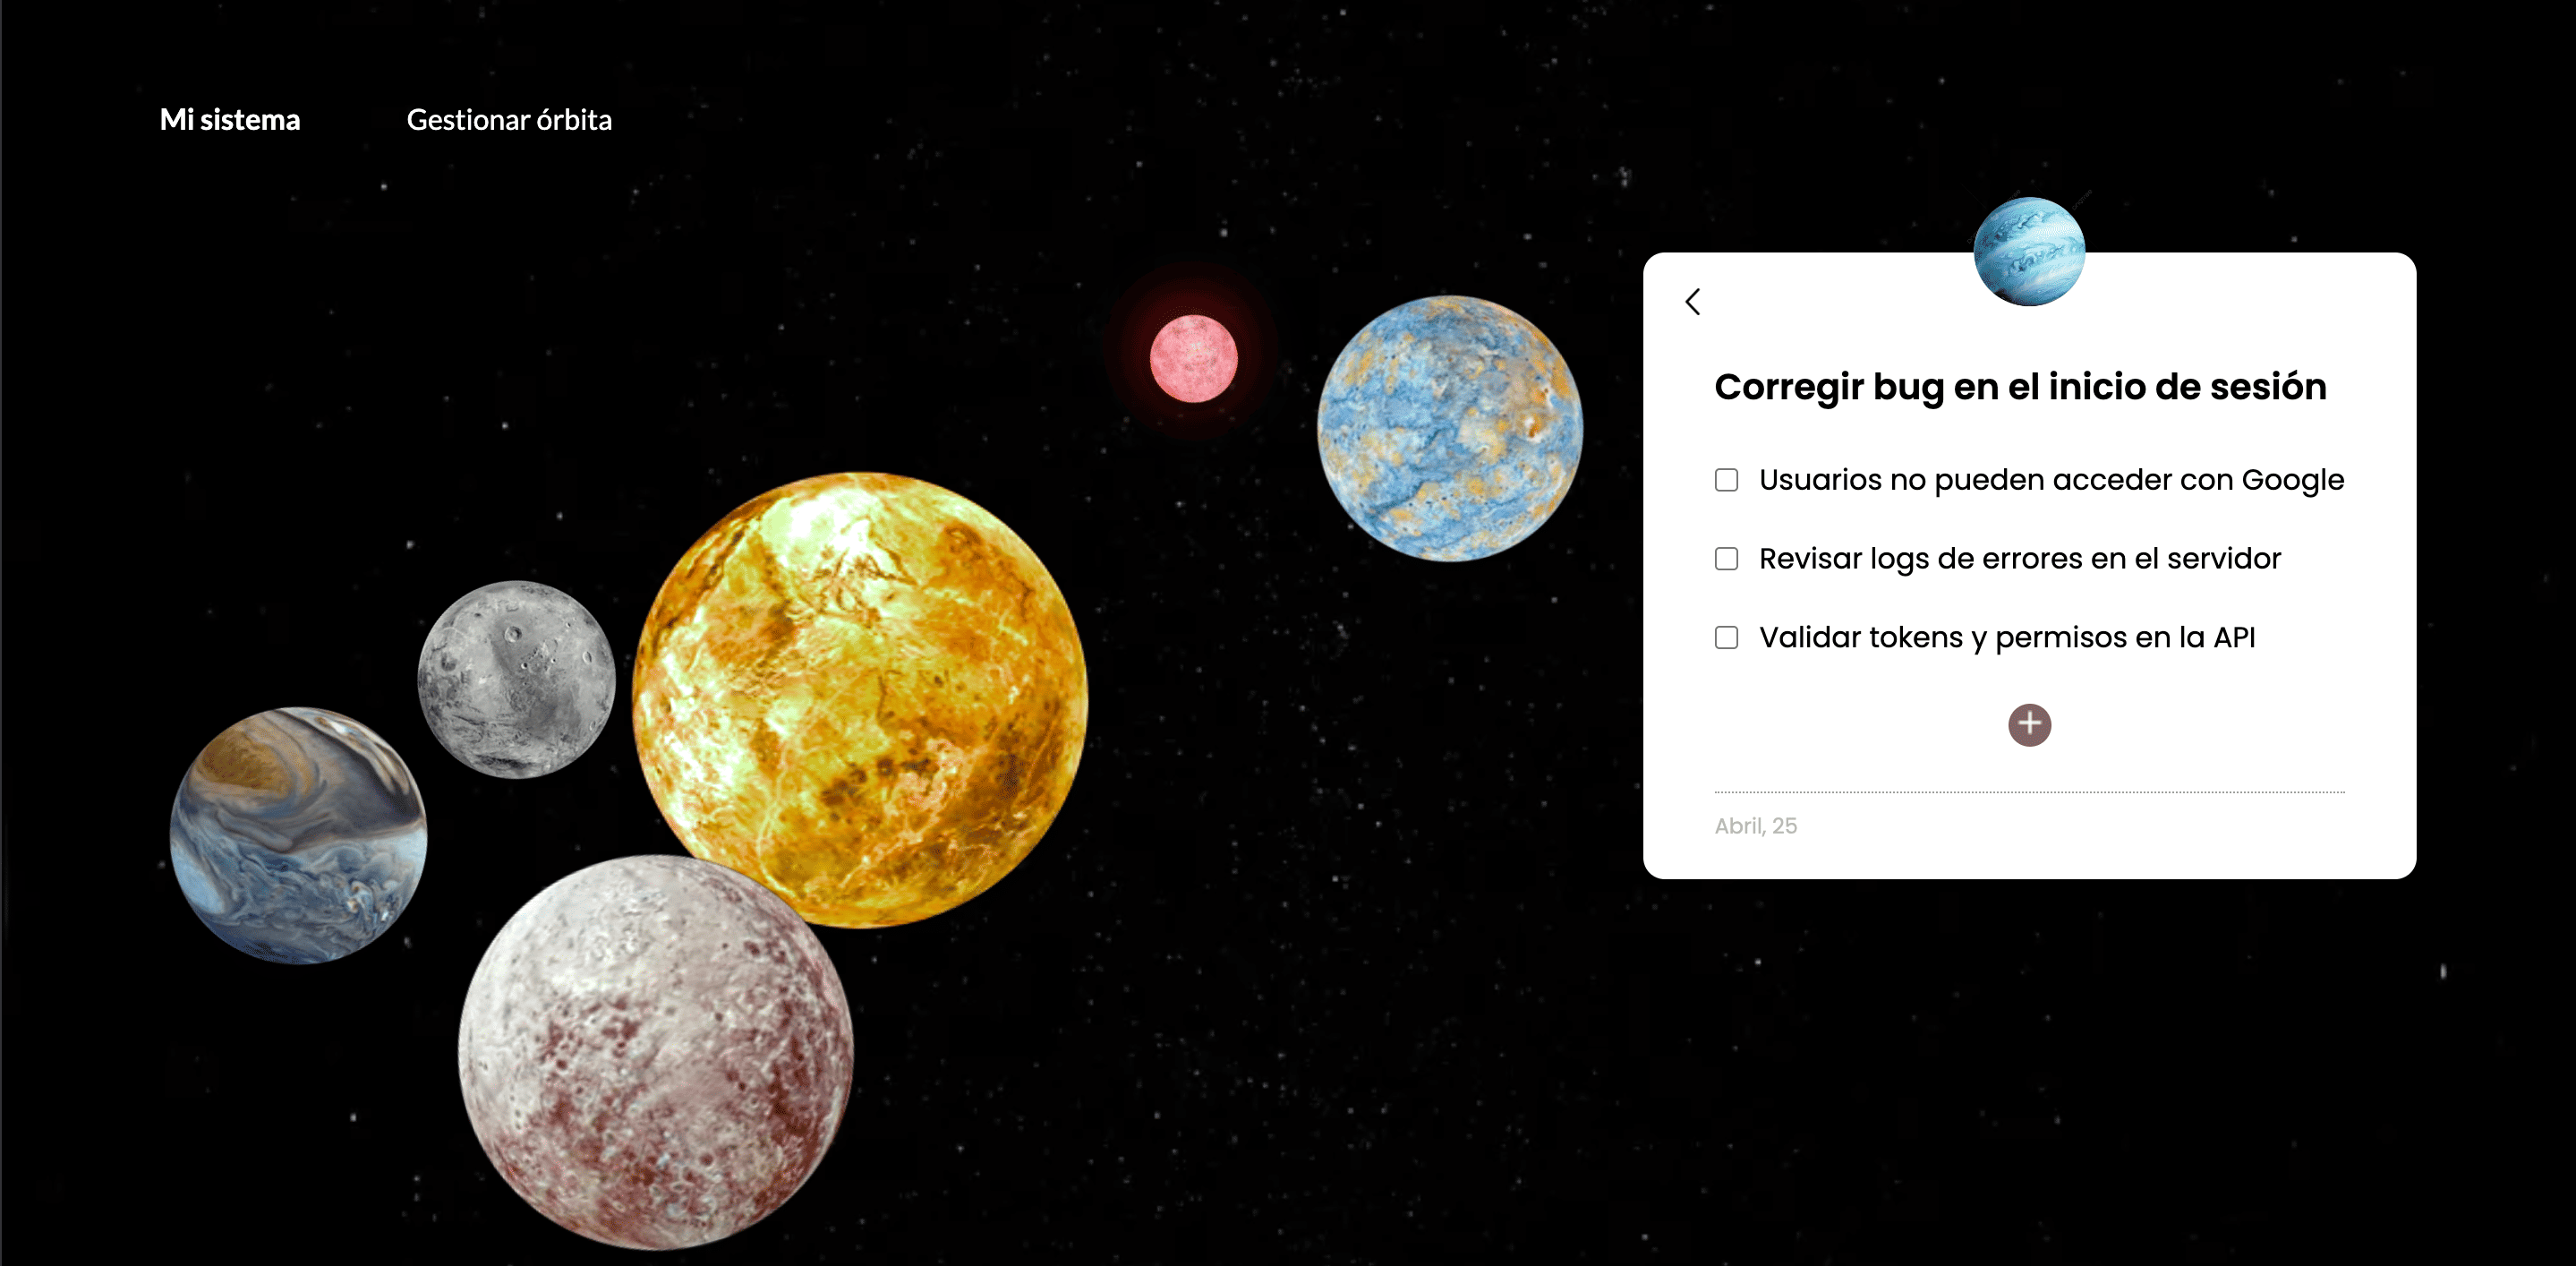 Mi sistema
Gestionar órbita
Corregir bug en el inicio de sesión
Usuarios no pueden acceder con Google
Revisar logs de errores en el servidor
Validar tokens y permisos en la API
Abril, 25